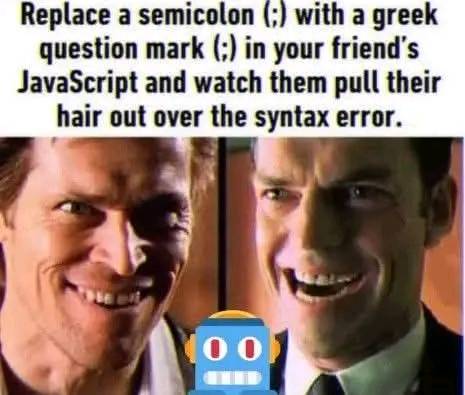 Replace a semicolon (;) with a greek
question mark (;) in your friend's
JavaScript and watch them pull their
hair out over the syntax error.